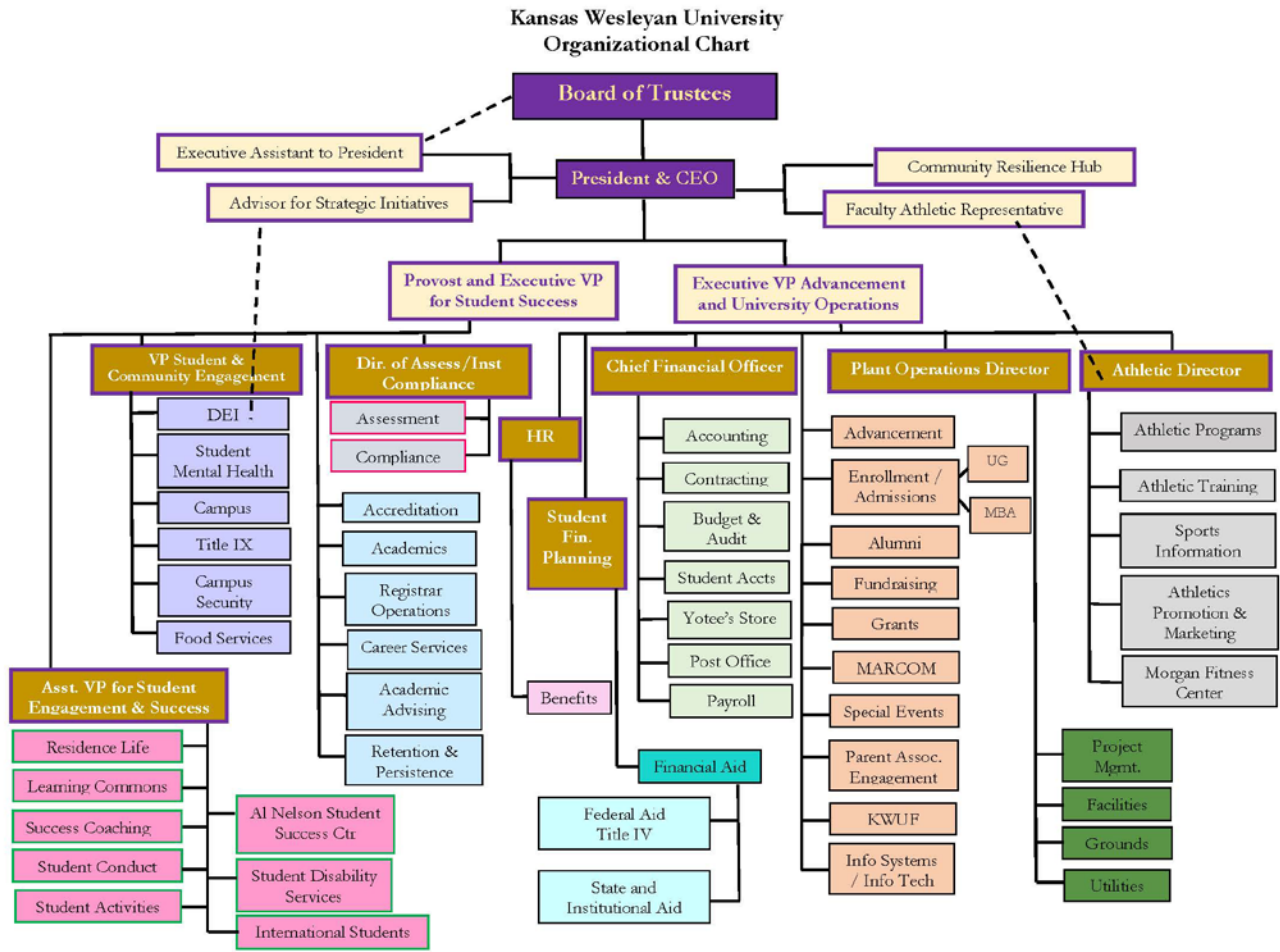 Kansas Wesleyan University
Organizational Chart
Board of Trustees
Executive Assistant to President
President & CEO
Community Resilience Hub
Advisor for Strategic Initiatives
Faculty Athletic Representative
Provost and Executive VP
for Student Success
Executive VP Advancement
and University Operations
VP Student &
Community Engagement
DEI
Student
Mental Health
Campus
Title IX
Campus
Security
Food Services
Asst. VP for Student
Engagement & Success
Residence Life
Learning Commons
Success Coaching
Student Conduct
Student Activities
Al Nelson Student
Success Ctr
Student Disability
Services
International Students
Dir. of Assess/Inst
Compliance
Assessment
Compliance
Accreditation
Academics
Registrar
Operations
Career Services
Academic
Advising
Retention &
Persistence
HR
Benefits
Student
Fin.
Planning
Financial Aid
Federal Aid
Title IV
State and
Institutional Aid
Chief Financial Officer
Accounting
Contracting
Budget &
Audit
Student Accts
Yotee's Store
Post Office
Payroll
Advancement
Enrollment /
Admissions
UG
MBA
Alumni
Fundraising
Grants
MARCOM
Special Events
Parent Assoc.
Engagement
KWUF
Info Systems
/ Info Tech
Plant Operations Director
Project
Mgmt.
Facilities
Grounds
Utilities
Athletic Director
Athletic Programs
Athletic Training
Sports
Information
Athletics
Promotion &
Marketing
Morgan Fitness
Center